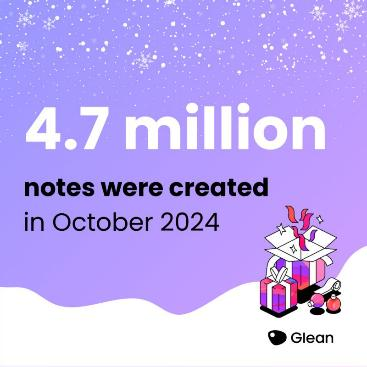 4.7 million
notes were created
in October 2024
Glean